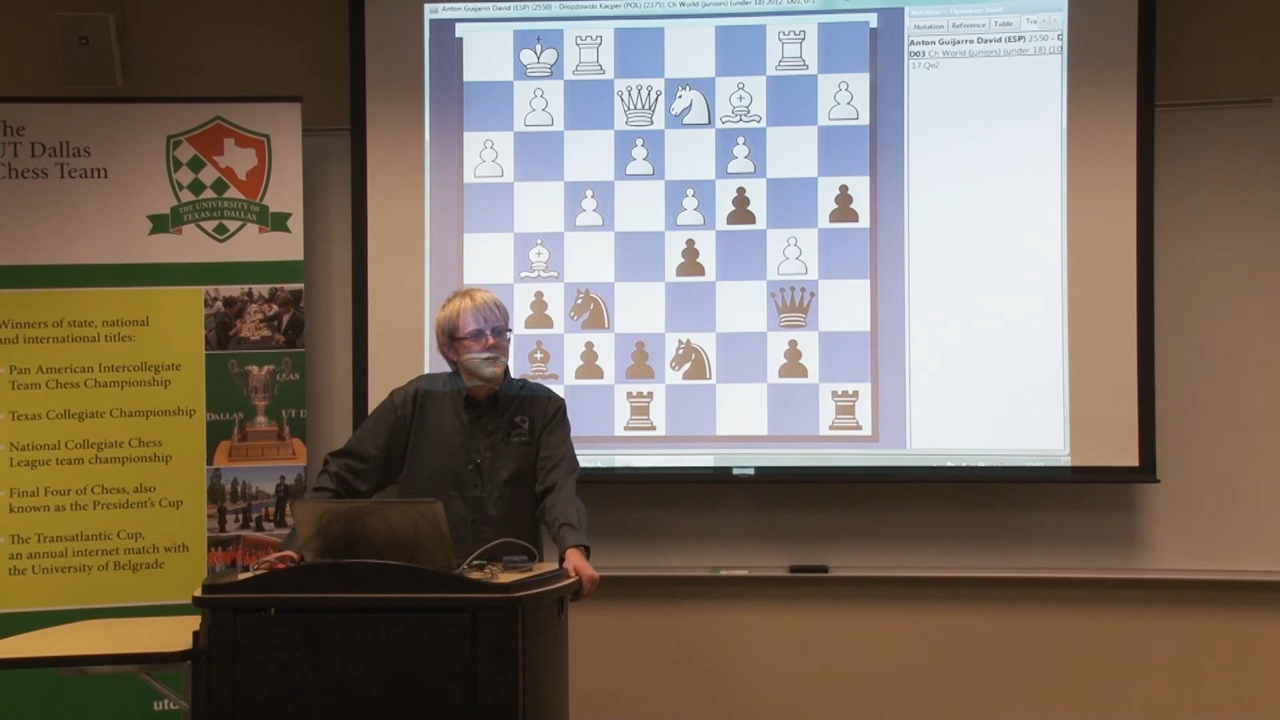 Anton Guijarro David (ESP) (2550) - Drozdowski Kacper (POL) (2375), Ch World (juniors) (under 18) 2012. D03, 0-1
Notation
Reference
Table
Anton Guijarro David (ESP) 2550 -
D03 Ch World (juniors) (under 18) (10
17.Qe2
The
UT Dallas
Chess Team
THE UNIVERSITY OF
TEXAS AT DALLAS
Winners of state, national
and international titles:
Pan American Intercollegiate
Team Chess Championship
Texas Collegiate Championship
National Collegiate Chess
League team championship
Final Four of Chess, also
known as the President's Cup
The Transatlantic Cup,
an annual internet match with
the University of Belgrade
DALLAS UT D
utd